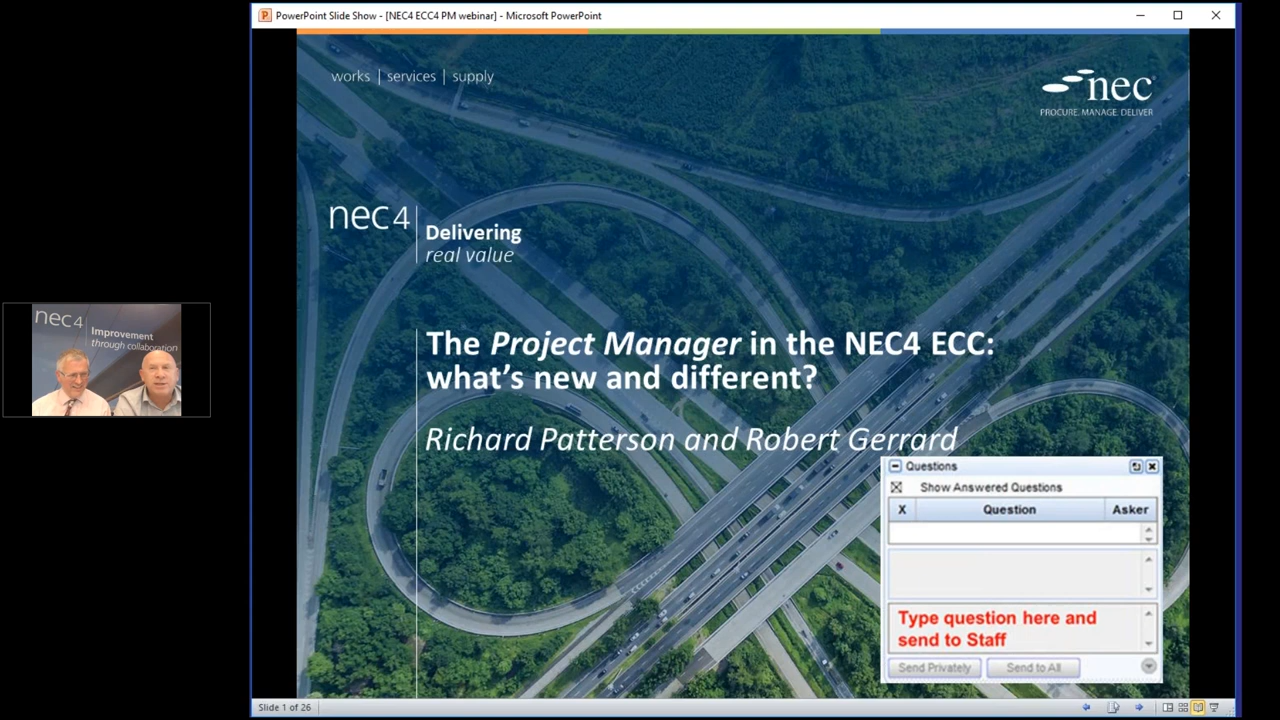 PowerPoint Slide Show - [NEC4 ECC4 PM webinar] - Microsoft PowerPoint
works | services | supply
nec
PROCURE. MANAGE. DELIVER
nec4
Delivering
real value
nec4
Improvement
through collaboration
The Project Manager in the NEC4 ECC:
what's new and different?
Richard Patterson and Robert Gerrard
Questions
Show Answered Questions
X Question Asker
Type question here and
send to Staff
Send Privately Send to All
Slide 1 of 26